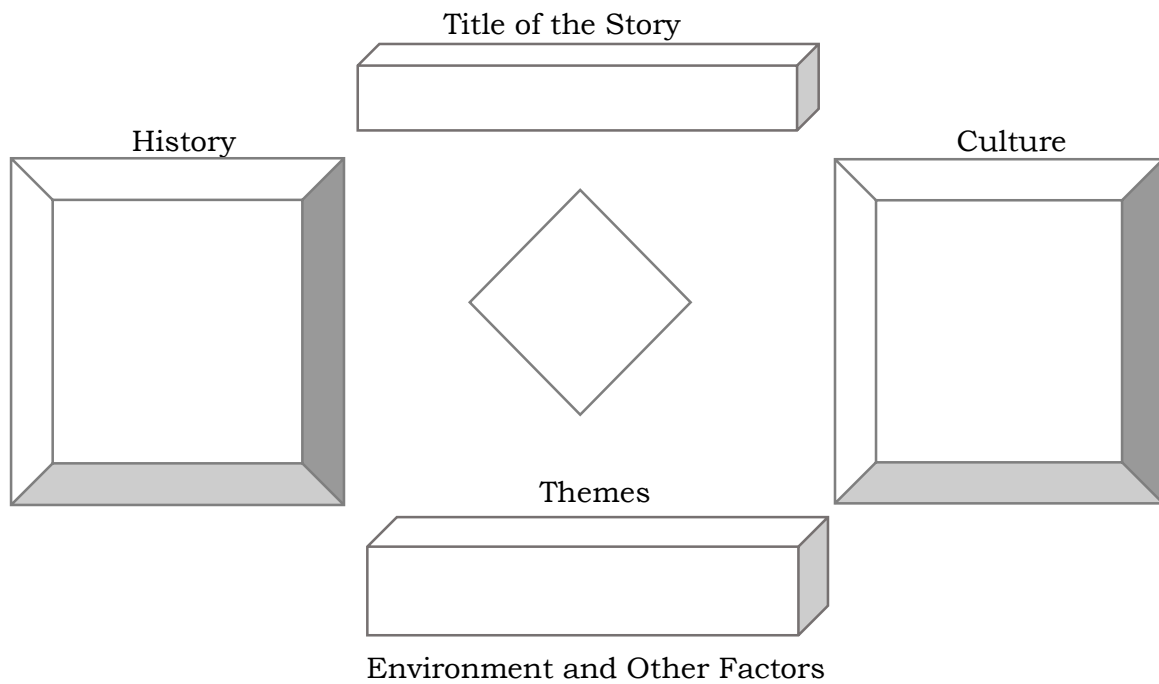 Title of the Story
History
Culture
Themes
Environment and Other Factors